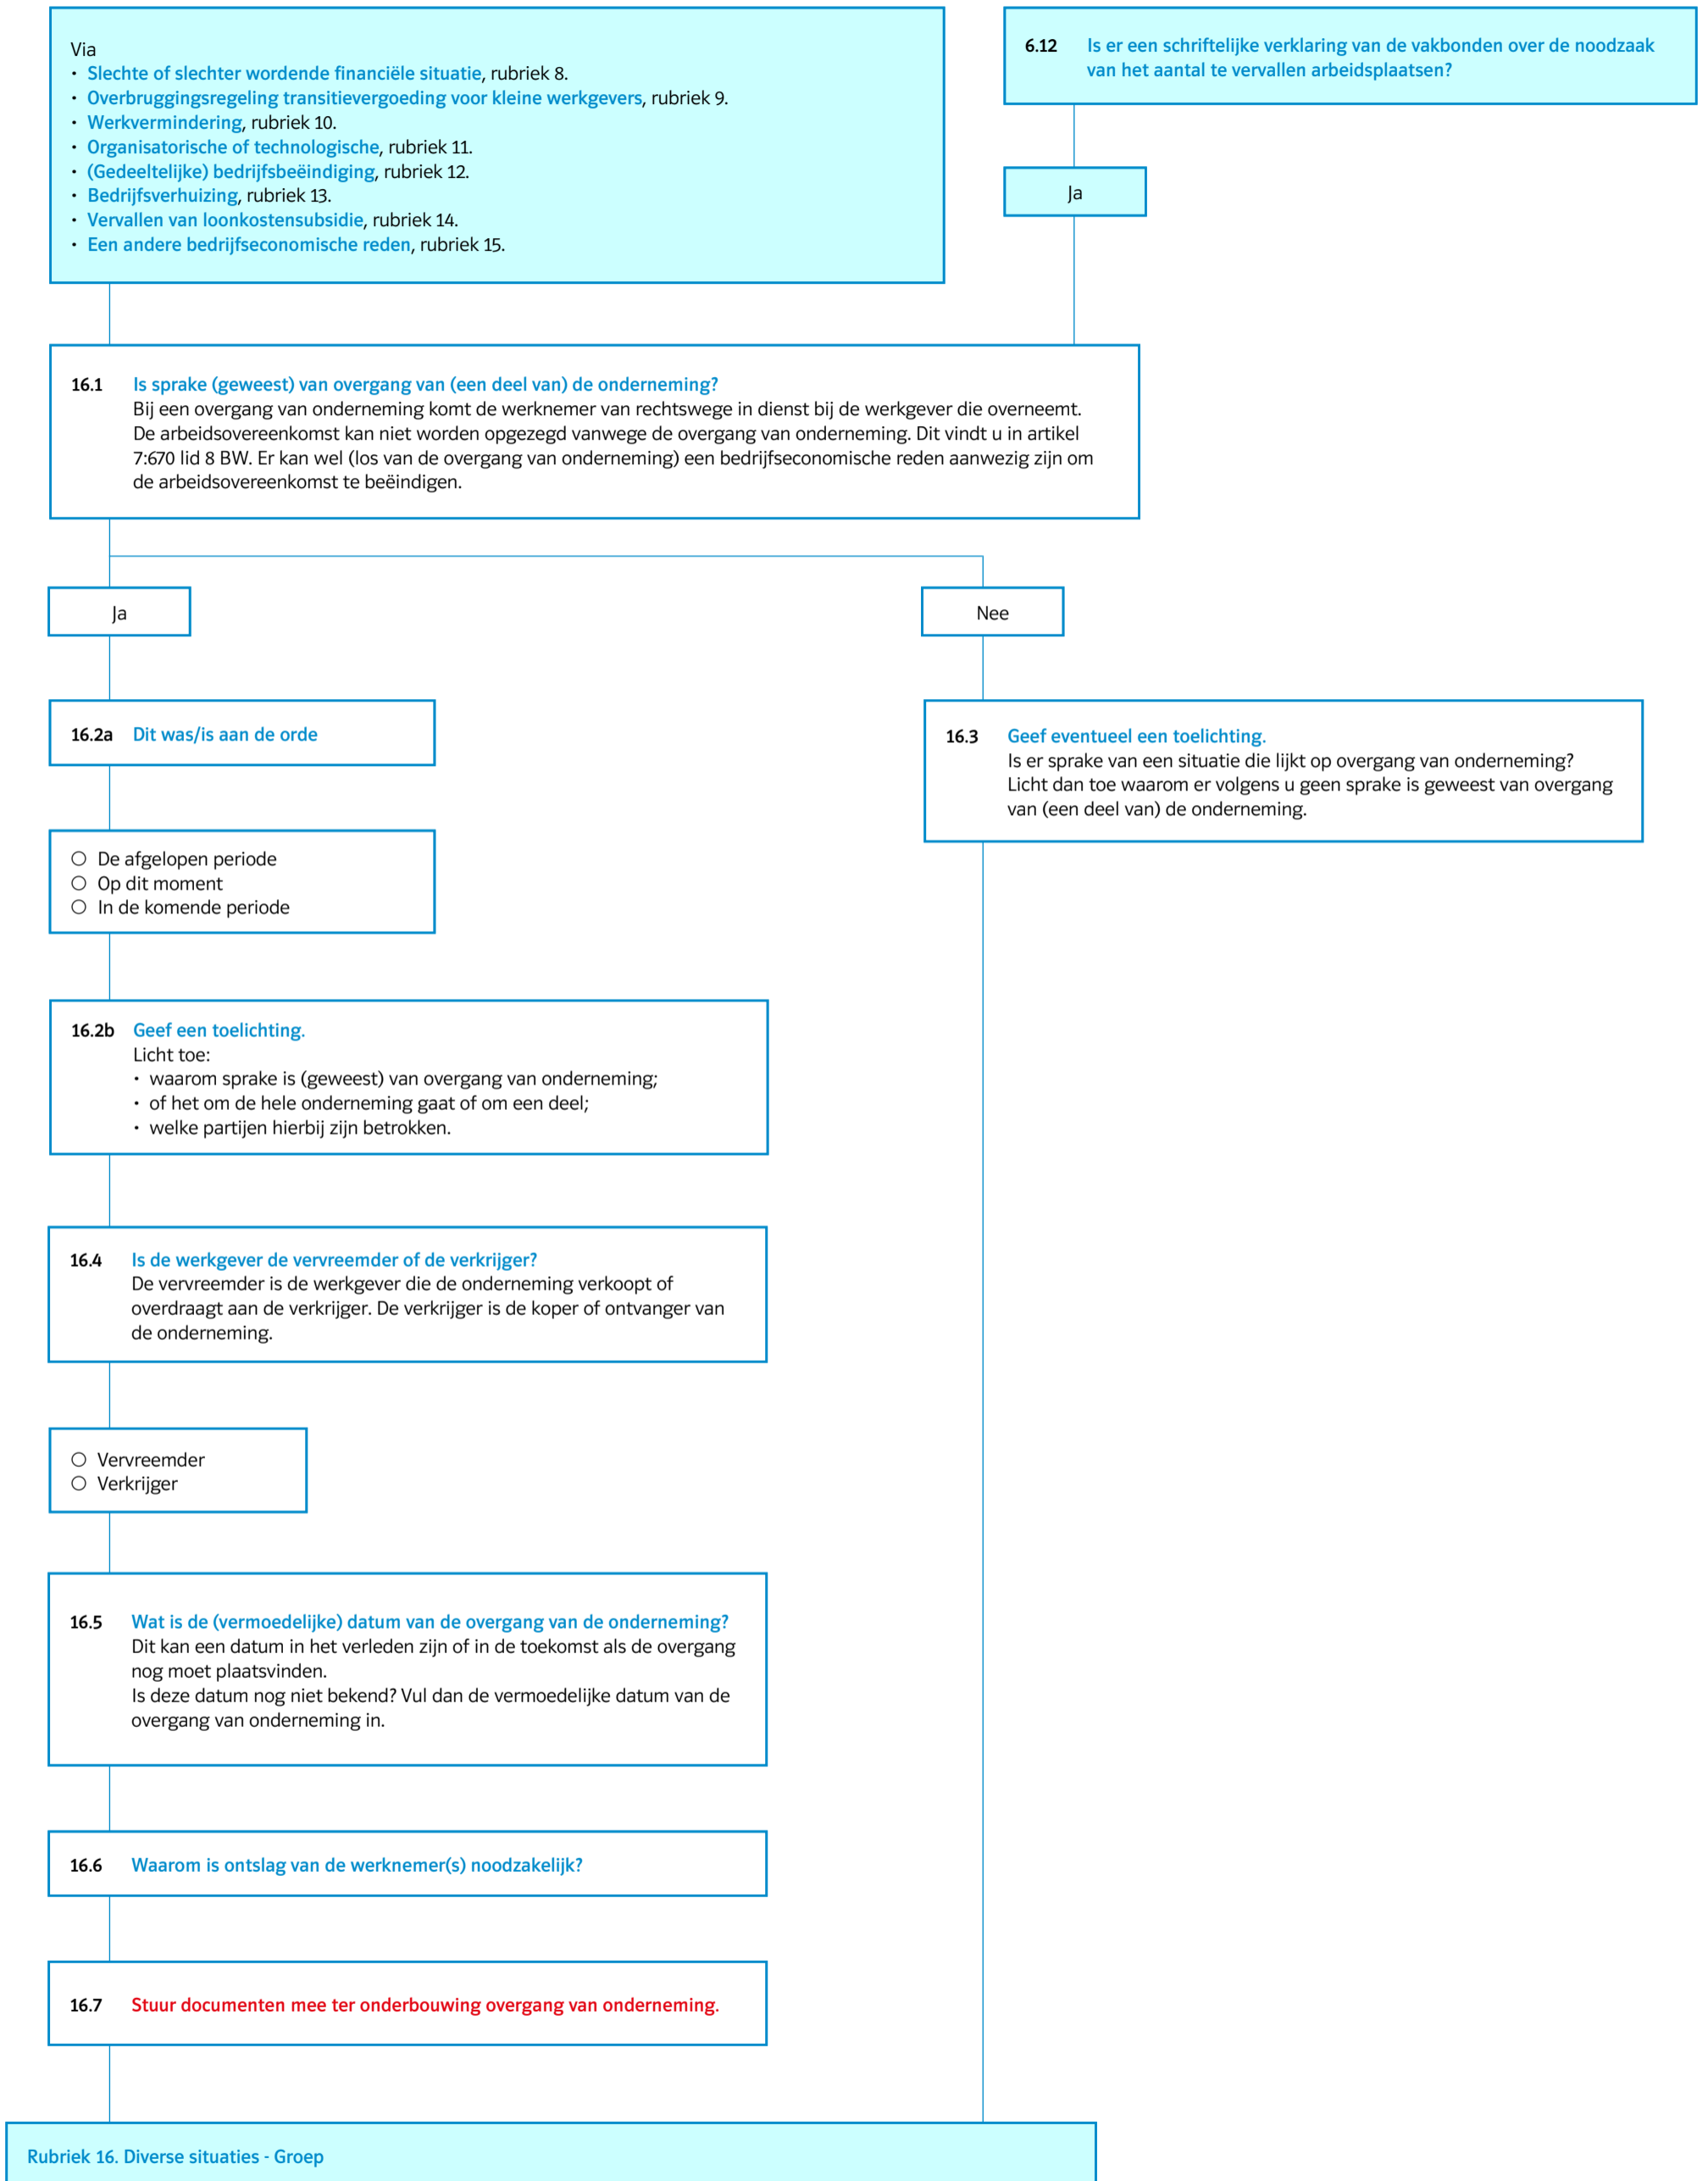 Via
• Slechte of slechter wordende financiële situatie, rubriek 8.
• Overbruggingsregeling transitievergoeding voor kleine werkgevers, rubriek 9.
• Werkvermindering, rubriek 10.
• Organisatorische of technologische, rubriek 11.
• (Gedeeltelijke) bedrijfsbeëindiging, rubriek 12.
• Bedrijfsverhuizing, rubriek 13.
• Vervallen van loonkostensubsidie, rubriek 14.
• Een andere bedrijfseconomische reden, rubriek 15.
6.12 Is er een schriftelijke verklaring van de vakbonden over de noodzaak
van het aantal te vervallen arbeidsplaatsen?
Ja
16.1 Is sprake (geweest) van overgang van (een deel van) de onderneming?
Bij een overgang van onderneming komt de werknemer van rechtswege in dienst bij de werkgever die overneemt.
De arbeidsovereenkomst kan niet worden opgezegd vanwege de overgang van onderneming. Dit vindt u in artikel
7:670 lid 8 BW. Er kan wel (los van de overgang van onderneming) een bedrijfseconomische reden aanwezig zijn om
de arbeidsovereenkomst te beëindigen.
Ja
Nee
16.2a Dit was/is aan de orde
○ De afgelopen periode
○ Op dit moment
○ In de komende periode
16.3 Geef eventueel een toelichting.
Is er sprake van een situatie die lijkt op overgang van onderneming?
Licht dan toe waarom er volgens u geen sprake is geweest van overgang
van (een deel van) de onderneming.
16.2b Geef een toelichting.
Licht toe:
• waarom sprake is (geweest) van overgang van onderneming;
• of het om de hele onderneming gaat of om een deel;
• welke partijen hierbij zijn betrokken.
16.4 Is de werkgever de vervreemder of de verkrijger?
De vervreemder is de werkgever die de onderneming verkoopt of
overdraagt aan de verkrijger. De verkrijger is de koper of ontvanger van
de onderneming.
○ Vervreemder
○ Verkrijger
16.5 Wat is de (vermoedelijke) datum van de overgang van de onderneming?
Dit kan een datum in het verleden zijn of in de toekomst als de overgang
nog moet plaatsvinden.
Is deze datum nog niet bekend? Vul dan de vermoedelijke datum van de
overgang van onderneming in.
16.6 Waarom is ontslag van de werknemer(s) noodzakelijk?
16.7 Stuur documenten mee ter onderbouwing overgang van onderneming.
Rubriek 16. Diverse situaties - Groep